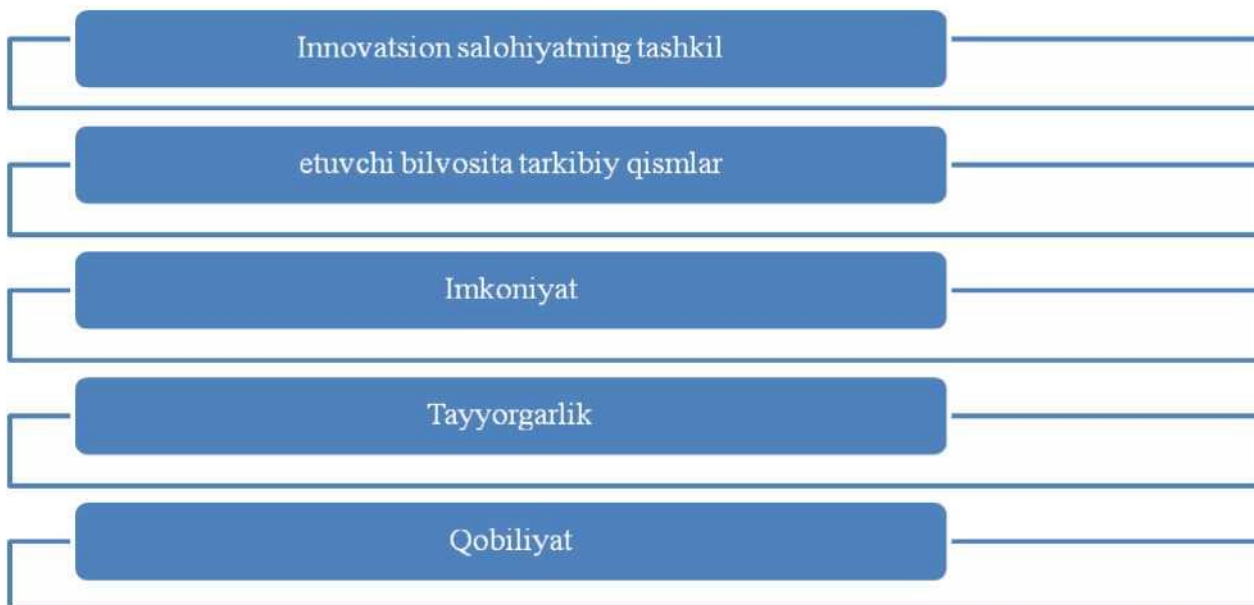 Innovatsion salohiyatning tashkil
etuvchi bilvosita tarkibiy qismlar
Imkoniyat
Tayyorgarlik
Qobiliyat